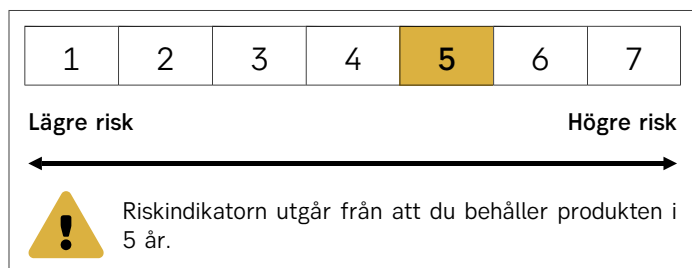 1 2 3 4 5 6 7
Lägre risk Högre risk
Riskindikatorn utgår från att du behåller produkten i
5 år.